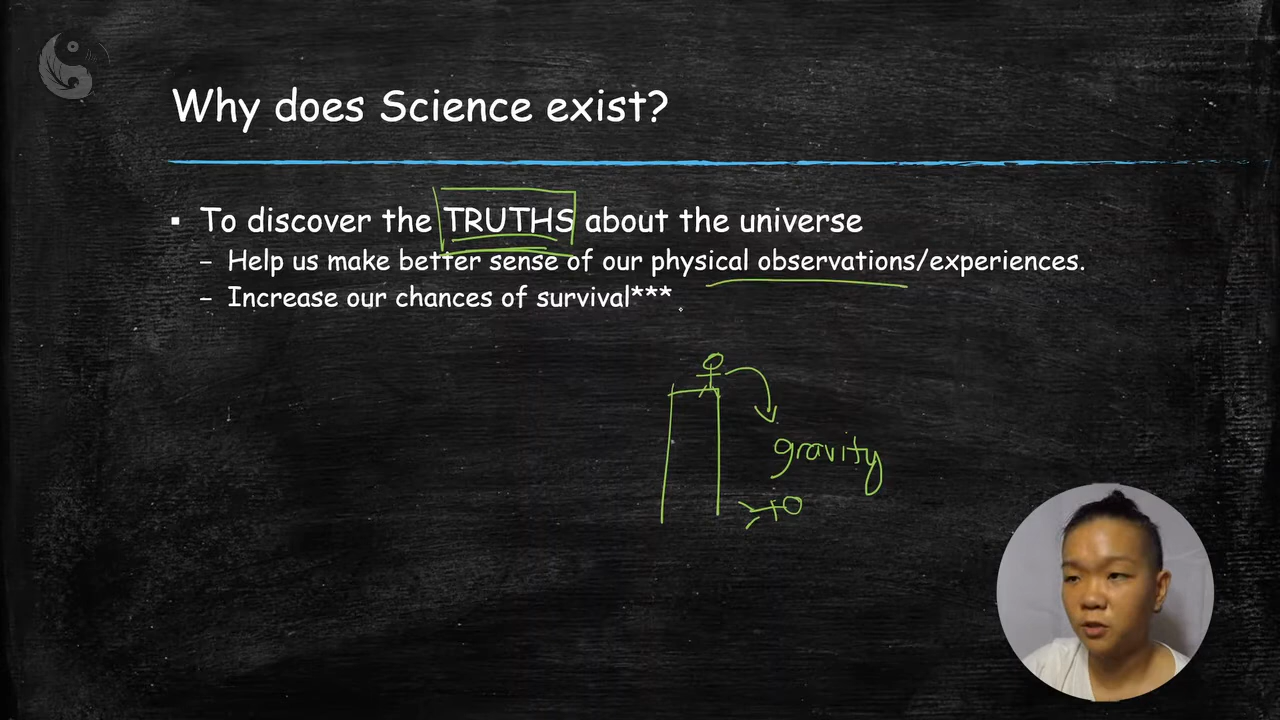 Why does Science exist?
▪ To discover the TRUTHS about the universe
– Help us make better sense of our physical observations/experiences.
– Increase our chances of survival***
gravity